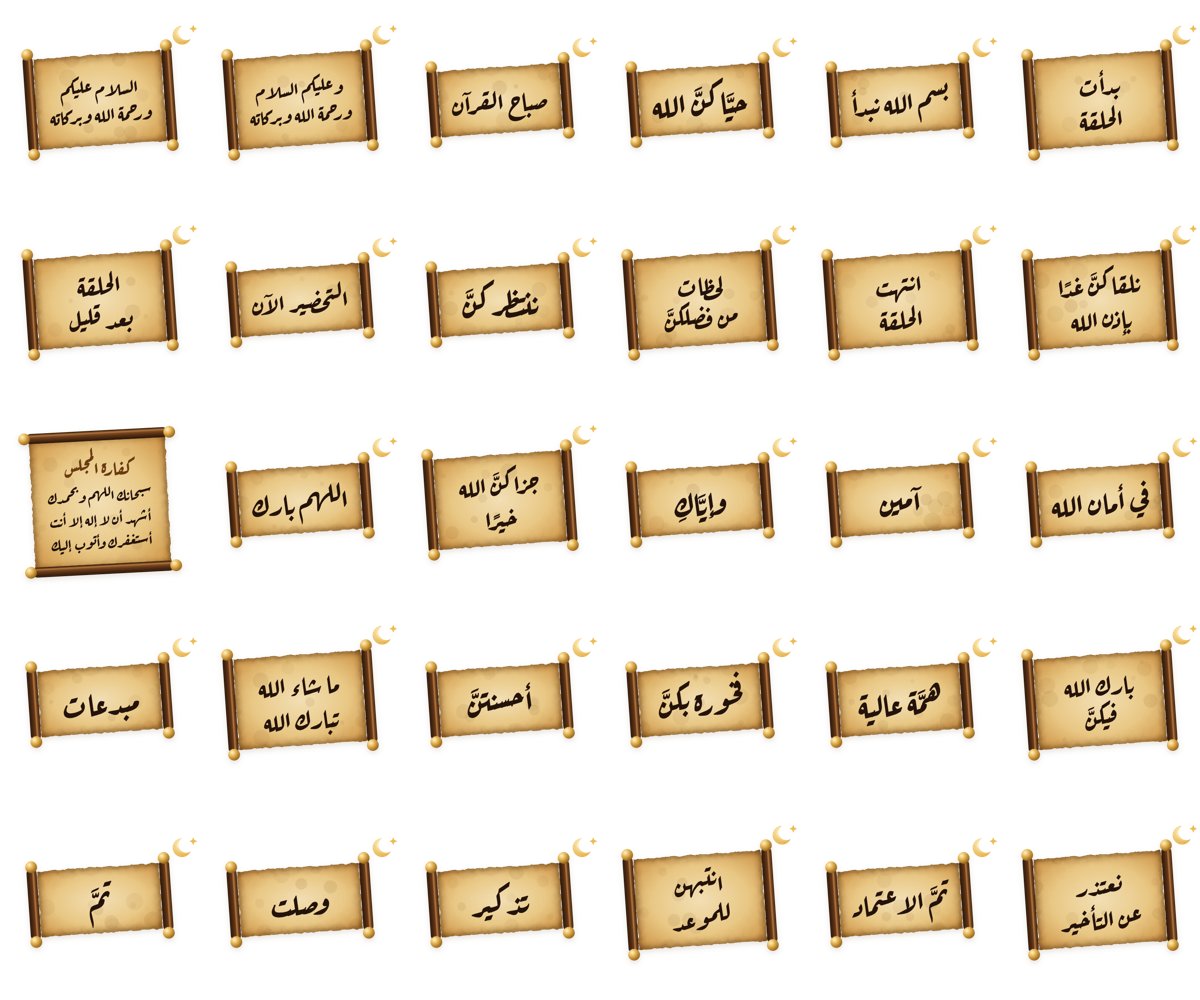 السلام عليكم
ورحمة الله وبركاته
و عليكم السلام
ورحمة الله وبركاته
صباح القرآن
حيَّاكنَّ الله
بسم الله نبدأ
بدأت
الحلقة
الحلقة
بعد قليل
التحضير الآن
ننتظركنَّ
لحظات
من فضلكنَّ
انتهت
الحلقة
نلقاكنَّ غدًا
بإذن الله
كفارة المجلس
سبحانك اللهم وبحمدك
أشهد أن لا إله إلا أنت
أستغفرك وأتوب إليك
اللهم بارك
جزاكنَّ الله
خيرًا
وإيَّاكِ
آمين
في أمان الله
مبدعات
ما شاء الله
تبارك الله
أحسنتنَّ
فخورة بكنَّ
همَّة عالية
بارك الله
فيكنَّ
تمَّ
وصلت
تذكير
انتبهن
للموعد
تمَّ الاعتماد
نعتذر
عن التأخير